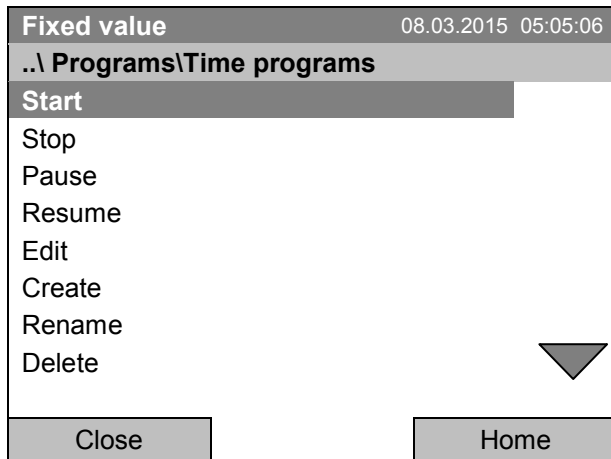 Fixed value 08.03.2015 05:05:06
..\ Programs\Time programs
Start
Stop
Pause
Resume
Edit
Create
Rename
Delete
Close Home